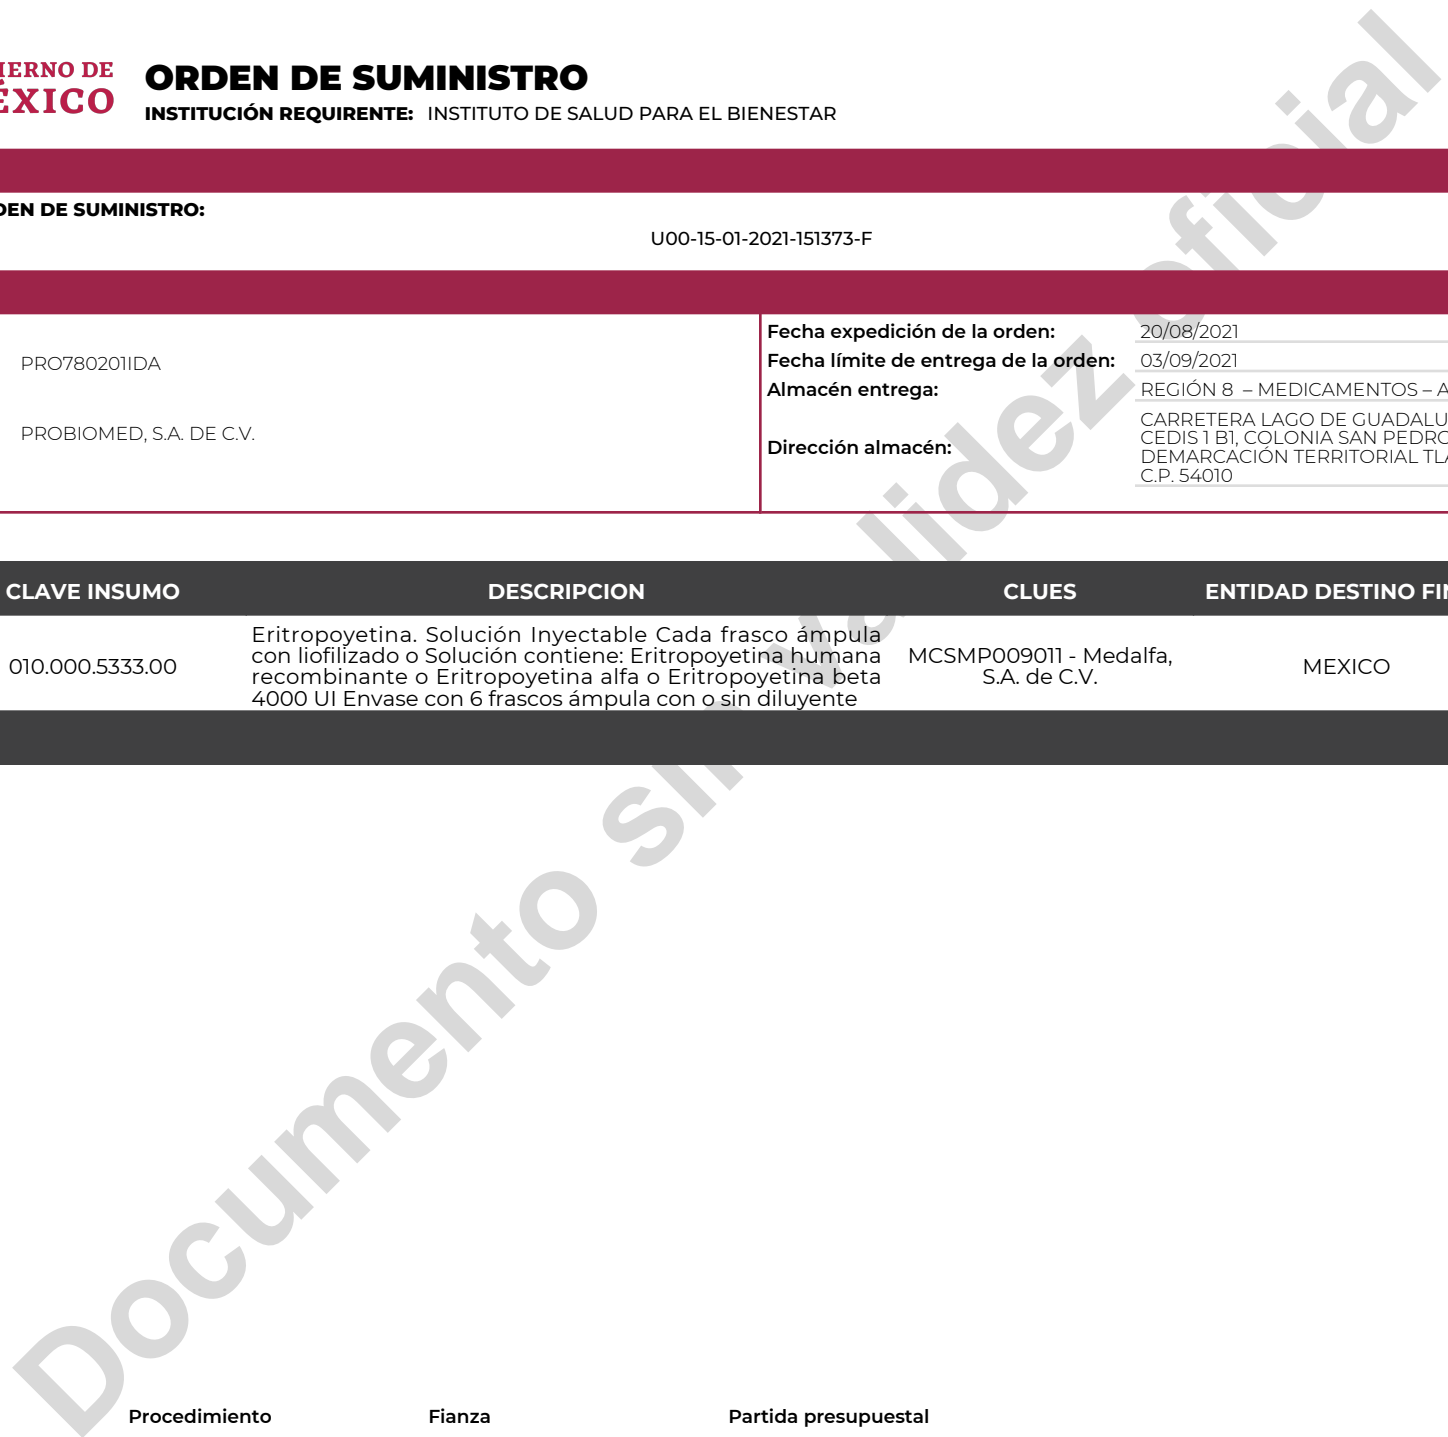 IERNO DE
ÉXICO
ORDEN DE SUMINISTRO
INSTITUCIÓN REQUIRENTE: INSTITUTO DE SALUD PARA EL BIENESTAR
DEN DE SUMINISTRO:
U00-15-01-2021-151373-F
PRO780201IDA
PROBIOMED, S.A. DE C.V.
Fecha expedición de la orden: 20/08/2021
Fecha límite de entrega de la orden: 03/09/2021
Almacén entrega: REGIÓN 8 – MEDICAMENTOS – A
Dirección almacén:
CARRETERA LAGO DE GUADALU
CEDIS 1 B1, COLONIA SAN PEDRO
DEMARCACIÓN TERRITORIAL TLA
C.P. 54010
CLAVE INSUMO DESCRIPCION CLUES ENTIDAD DESTINO FIN
010.000.5333.00
Eritropoyetina. Solución Inyectable Cada frasco ámpula
con liofilizado o Solución contiene: Eritropoyetina humana
recombinante o Eritropoyetina alfa o Eritropoyetina beta
4000 UI Envase con 6 frascos ámpula con o sin diluyente
MCSMP009011 - Medalfa,
S.A. de C.V.
MEXICO
Documento sin validez oficial
Procedimiento Fianza Partida presupuestal